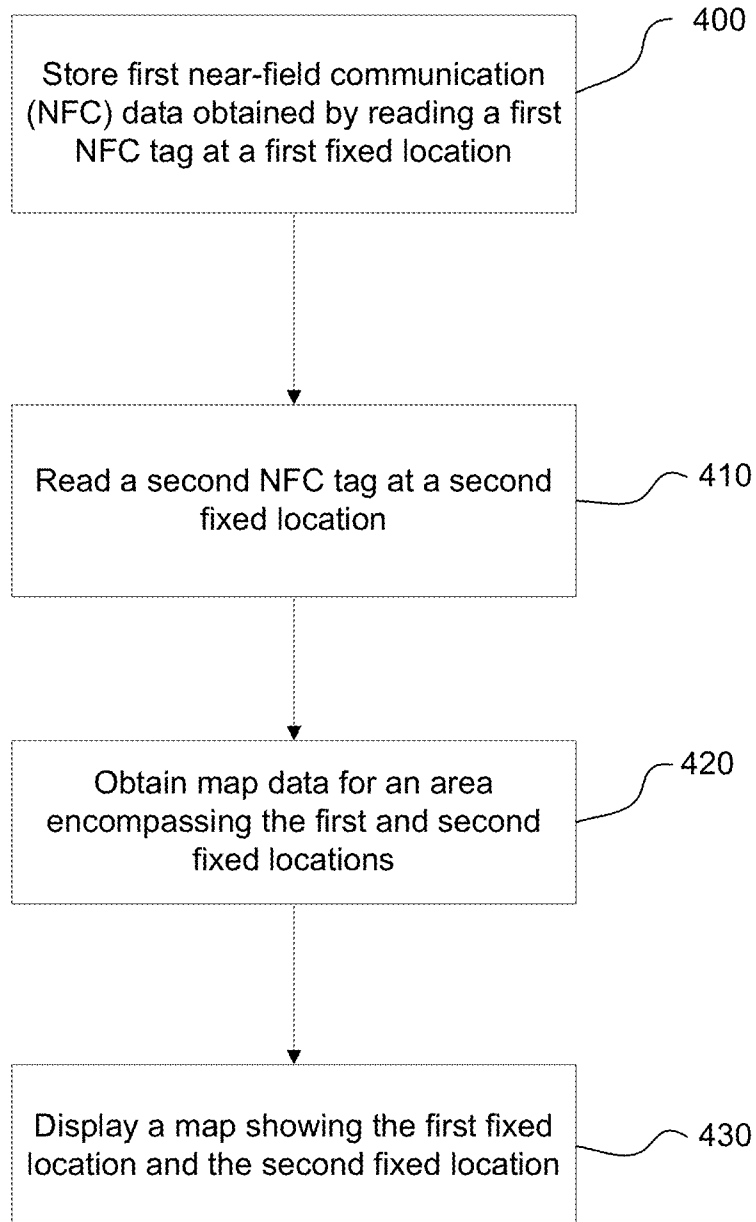 400
Store first near-field communication
(NFC) data obtained by reading a first
NFC tag at a first fixed location
Read a second NFC tag at a second
fixed location
410
Obtain map data for an area
encompassing the first and second
fixed locations
420
Display a map showing the first fixed
location and the second fixed location
430